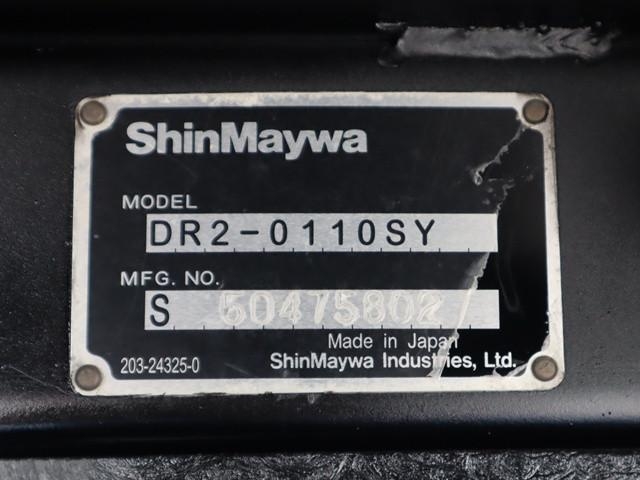 ShinMaywa
MODEL
DR2-0110SY
MFG. NO.
S 50475802
Made in Japan
203-24325-0
ShinMaywa Industries, Ltd.